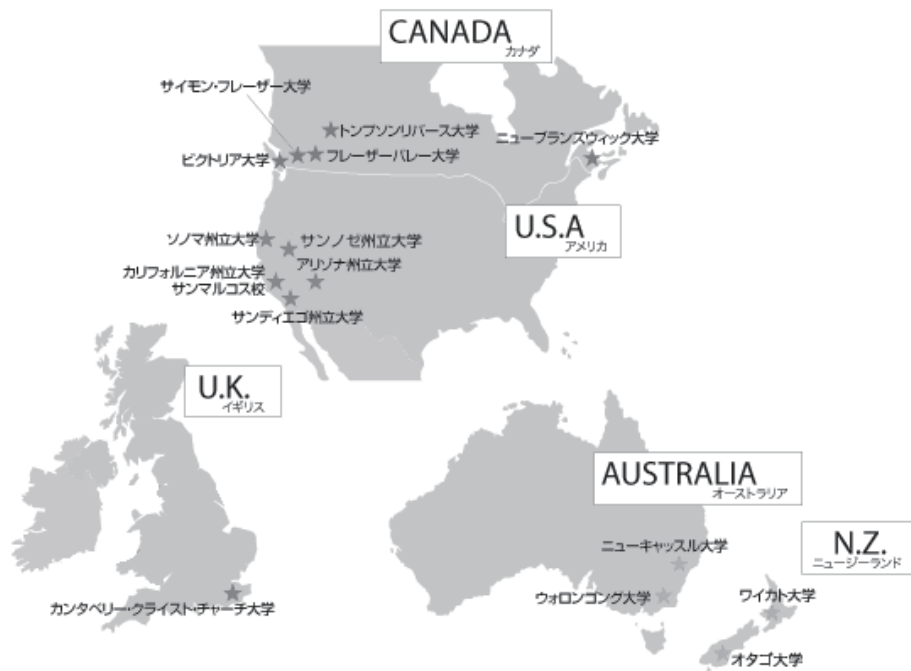 CANADA
カナダ
サイモン・フレーザー大学
トンプソンリバース大学
ニューブランズウィック大学
ビクトリア大学
フレーザーバレー大学
U.S.A
アメリカ
ソノマ州立大学
サンノゼ州立大学
アリゾナ州立大学
カリフォルニア州立大学
サンマルコス校
サンディエゴ州立大学
U.K.
イギリス
カンタベリー・クライスト・チャーチ大学
AUSTRALIA
オーストラリア
ニューキャッスル大学
ウォロンゴング大学
N.Z.
ニュージーランド
ワイカト大学
オタゴ大学